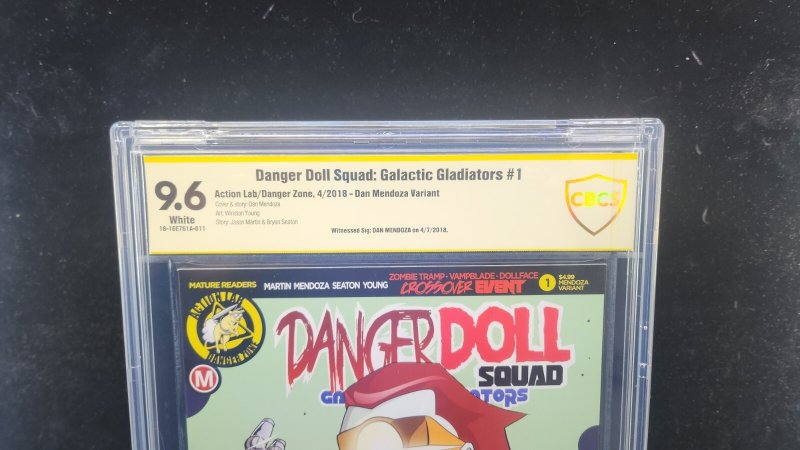 Danger Doll Squad: Galactic Gladiators #1
9.6
White
18-16E761A-011
Action Lab/Danger Zone, 4/2018 - Dan Mendoza Variant
Cover & story: Dan Mendoza
Art: Winston Young
Story: Jason Martin & Bryan Seaton
Witnessed Sig: DAN MENDOZA on 4/7/2018.
CBCS
MATURE READERS
MARTIN MENDOZA SEATON YOUNG
ZOMBIE TRAMP • VAMPBLADE • DOLLFACE
CROSSOVER EVENT
1
$4.99
MENDOZA
VARIANT
ACTION LAB
DANGER ZONE
M
DANGER DOLL
SQUAD